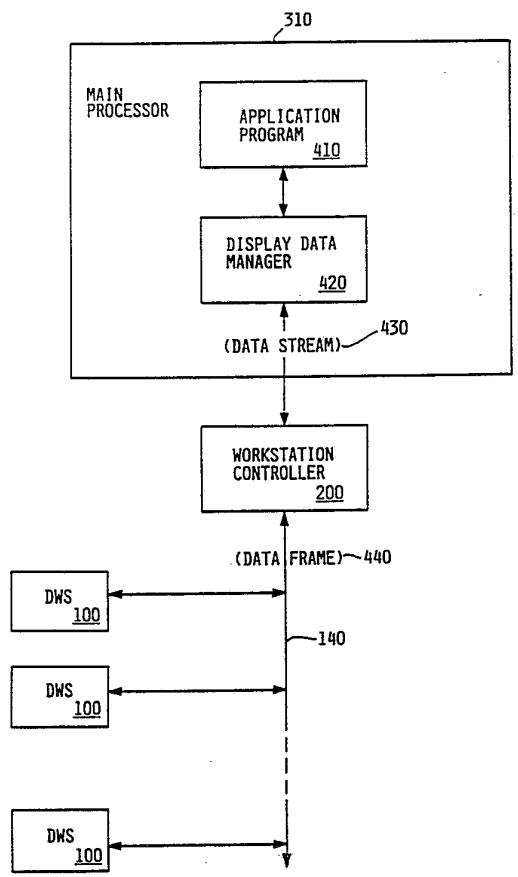 310
MAIN
PROCESSOR
APPLICATION
PROGRAM
410
DISPLAY DATA
MANAGER
420
(DATA STREAM)
430
WORKSTATION
CONTROLLER
200
(DATA FRAME)
440
DWS
100
140
DWS
100
DWS
100